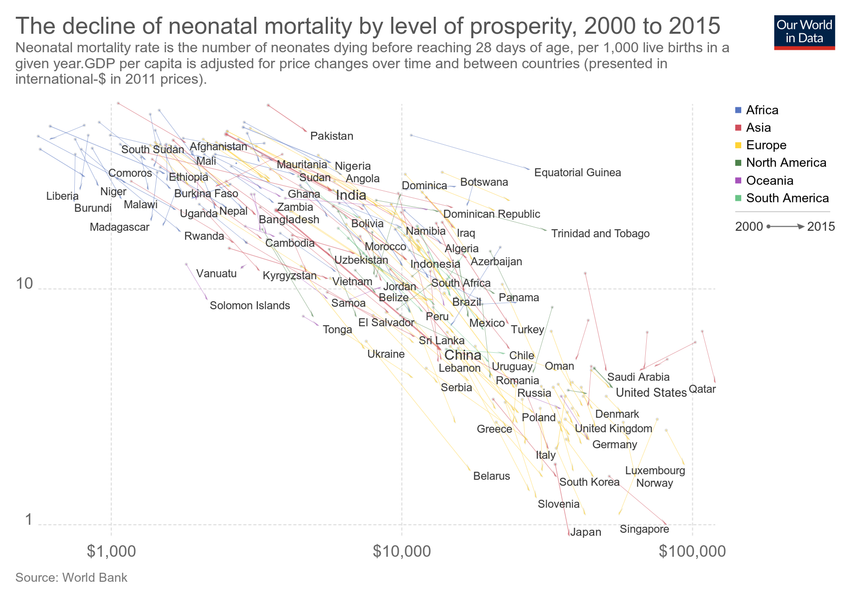 The decline of neonatal mortality by level of prosperity, 2000 to 2015
Neonatal mortality rate is the number of neonates dying before reaching 28 days of age, per 1,000 live births in a
given year.GDP per capita is adjusted for price changes over time and between countries (presented in
international-$ in 2011 prices).
Our World
in Data
Africa
Asia
Europe
North America
Oceania
South America
2000 2015
Pakistan
South Sudan Afghanistan
Mali
Mauritania Nigeria
Comoros Ethiopia Sudan Angola Equatorial Guinea
Dominica Botswana
Niger Burkina Faso Ghana India
Liberia
Burundi Malawi Zambia
Uganda Nepal Dominican Republic
Bangladesh
Madagascar Bolivia
Rwanda Namibia Iraq Trinidad and Tobago
Cambodia Morocco Algeria
Uzbekistan Indonesia Azerbaijan
Vanuatu Kyrgyzstan Vietnam South Africa
10 Jordan
Belize Panama
Solomon Islands Samoa Brazil
Peru
Tonga El Salvador Mexico Turkey
Sri Lanka
Ukraine China Chile
Lebanon Uruguay Oman
Romania Saudi Arabia
Serbia Russia United States Qatar
Poland Denmark
Greece United Kingdom
Germany
Italy
Belarus Luxembourg
South Korea Norway
Slovenia
1
Japan Singapore
$1,000 $10,000 $100,000
Source: World Bank